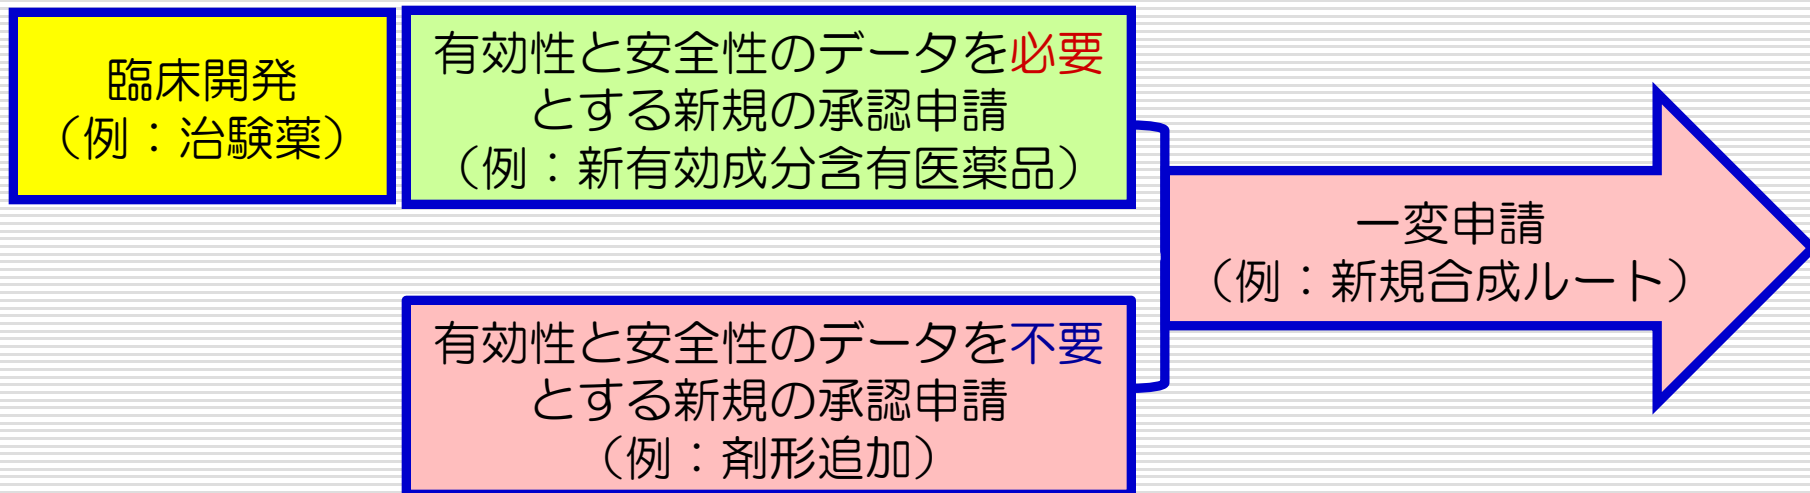 臨床開発
（例：治験薬）
有効性と安全性のデータを必要
とする新規の承認申請
（例：新有効成分含有医薬品）
有効性と安全性のデータを不要
とする新規の承認申請
（例：剤形追加）
一変申請
（例：新規合成ルート）